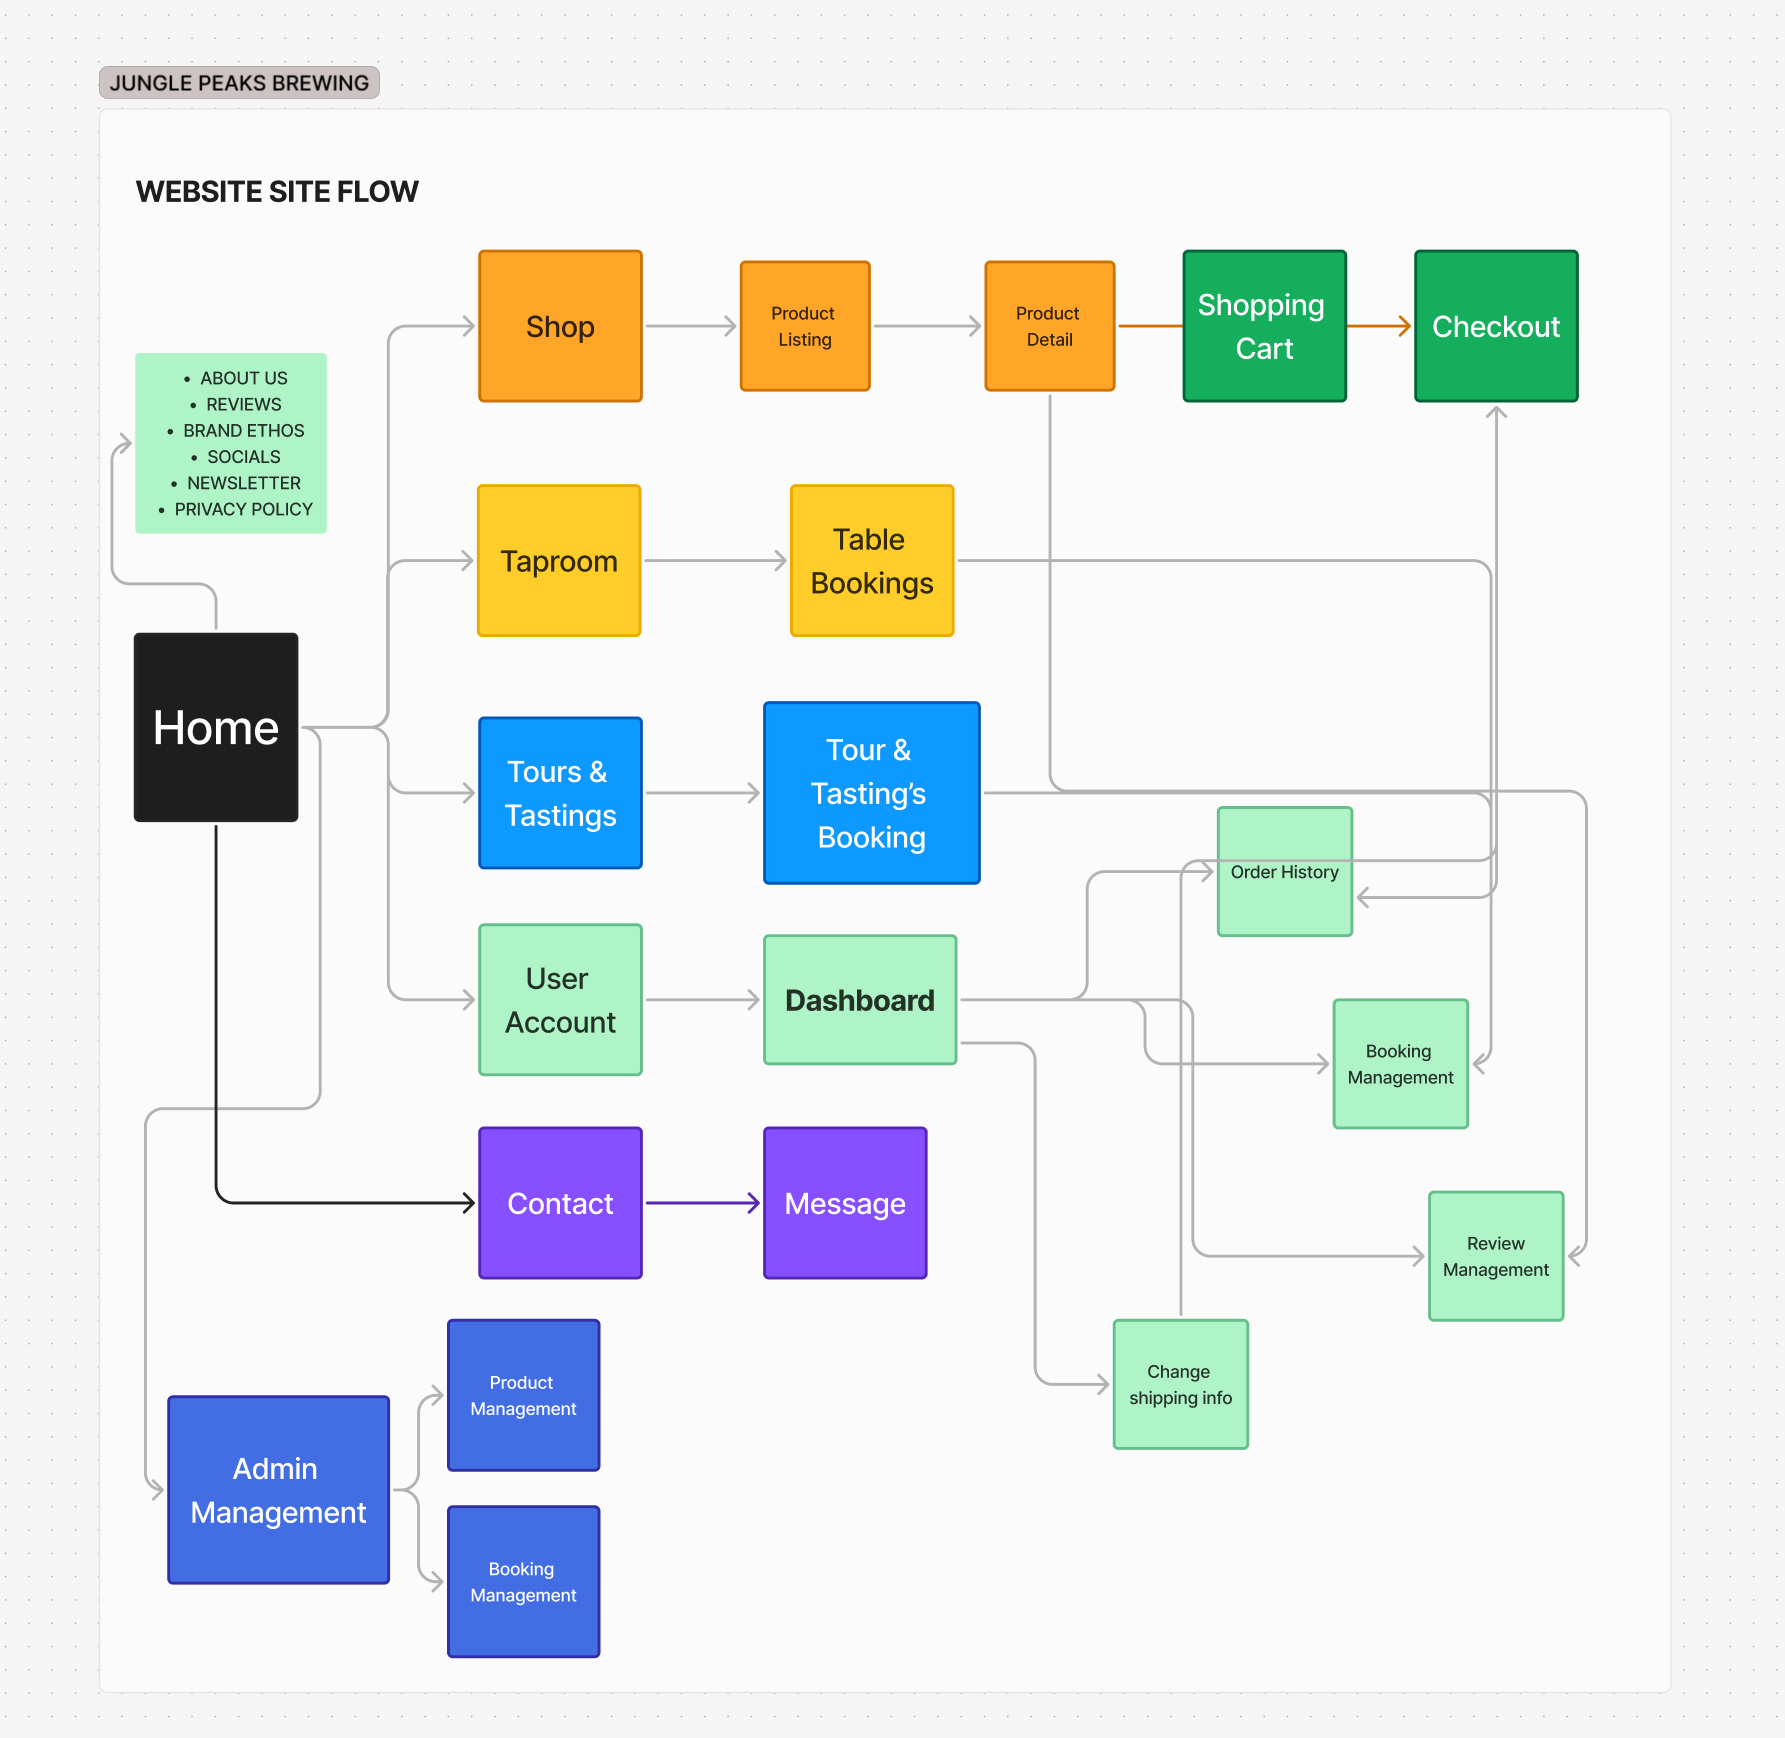 JUNGLE PEAKS BREWING
WEBSITE SITE FLOW
Shop
Product
Listing
Product
Detail
Shopping
Cart
Checkout
• ABOUT US
• REVIEWS
• BRAND ETHOS
• SOCIALS
• NEWSLETTER
• PRIVACY POLICY
Taproom
Table
Bookings
Home
Tours &
Tastings
Tour &
Tasting’s
Booking
Order History
User
Account
Dashboard
Booking
Management
Contact
Message
Review
Management
Change
shipping info
Product
Management
Admin
Management
Booking
Management